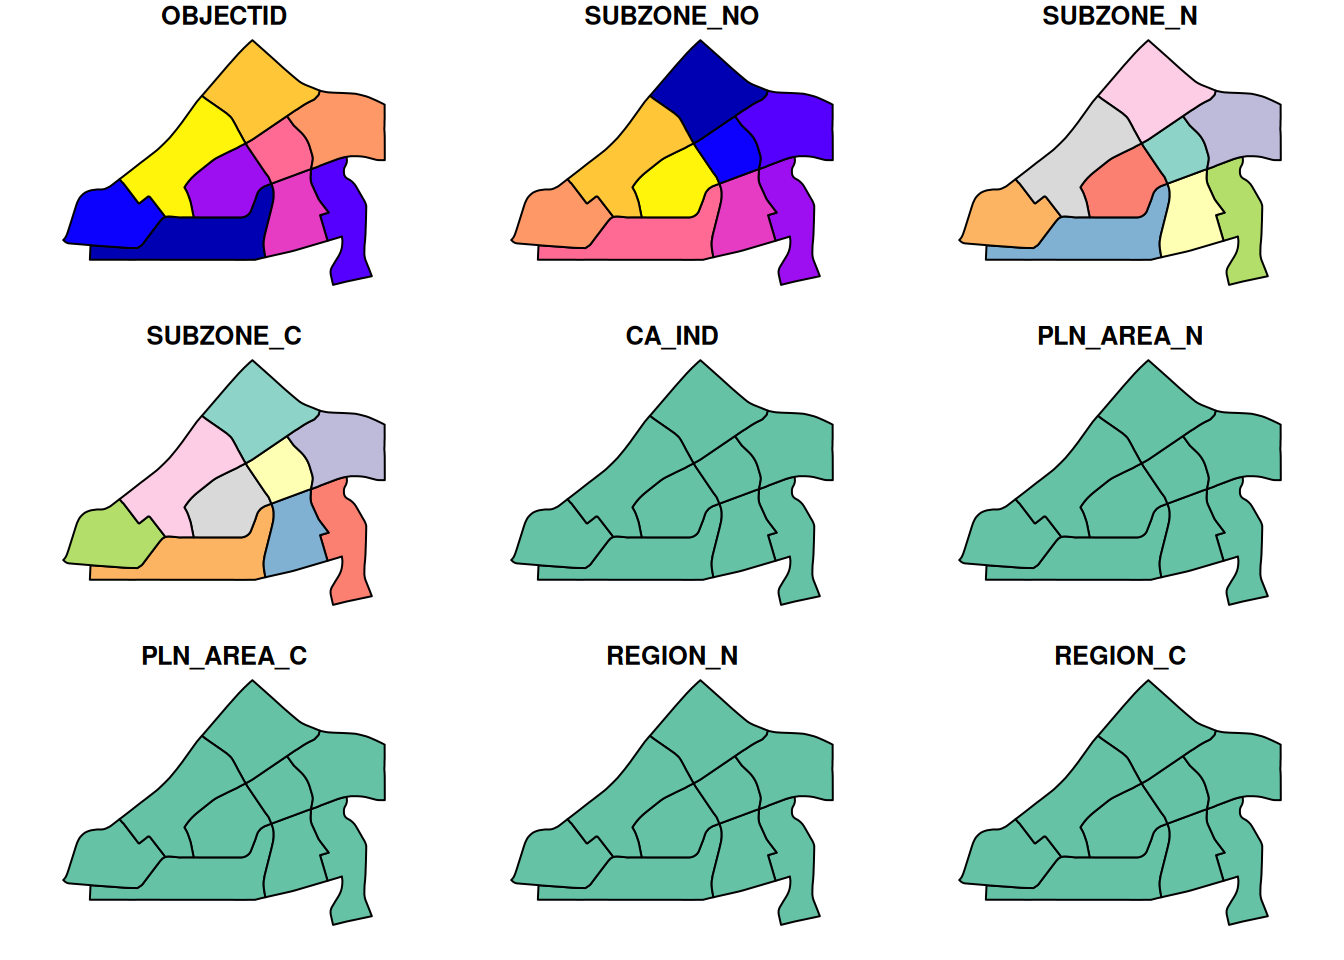 OBJECTID
SUBZONE_NO
SUBZONE_N
SUBZONE_C
CA_IND
PLN_AREA_N
PLN_AREA_C
REGION_N
REGION_C